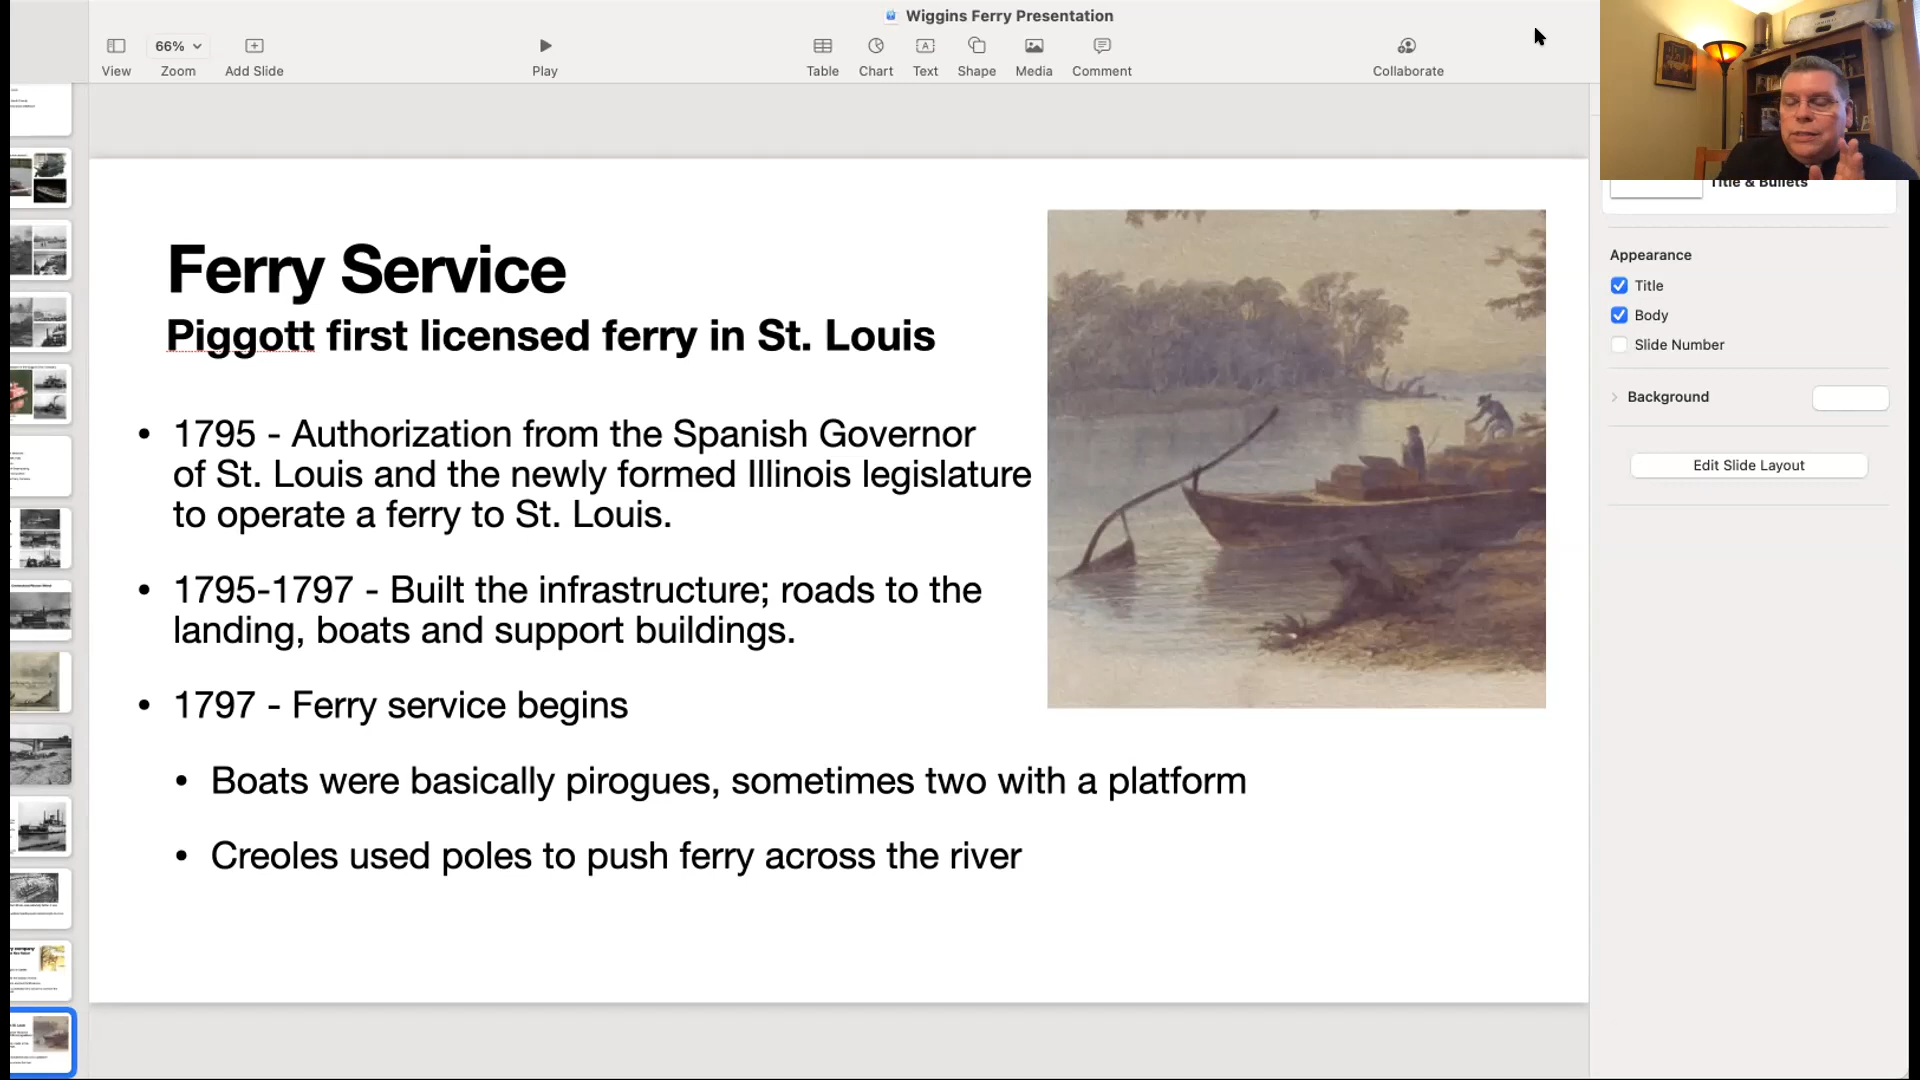 Wiggins Ferry Presentation
66%
View
Zoom
Add Slide
Play
Table
Chart
Text
Shape
Media
Comment
Collaborate
Ferry Service
Piggott first licensed ferry in St. Louis
• 1795 - Authorization from the Spanish Governor
of St. Louis and the newly formed Illinois legislature
to operate a ferry to St. Louis.
• 1795-1797 - Built the infrastructure; roads to the
landing, boats and support buildings.
• 1797 - Ferry service begins
• Boats were basically pirogues, sometimes two with a platform
• Creoles used poles to push ferry across the river
Title & Bullets
Appearance
Title
Body
Slide Number
Background
Edit Slide Layout